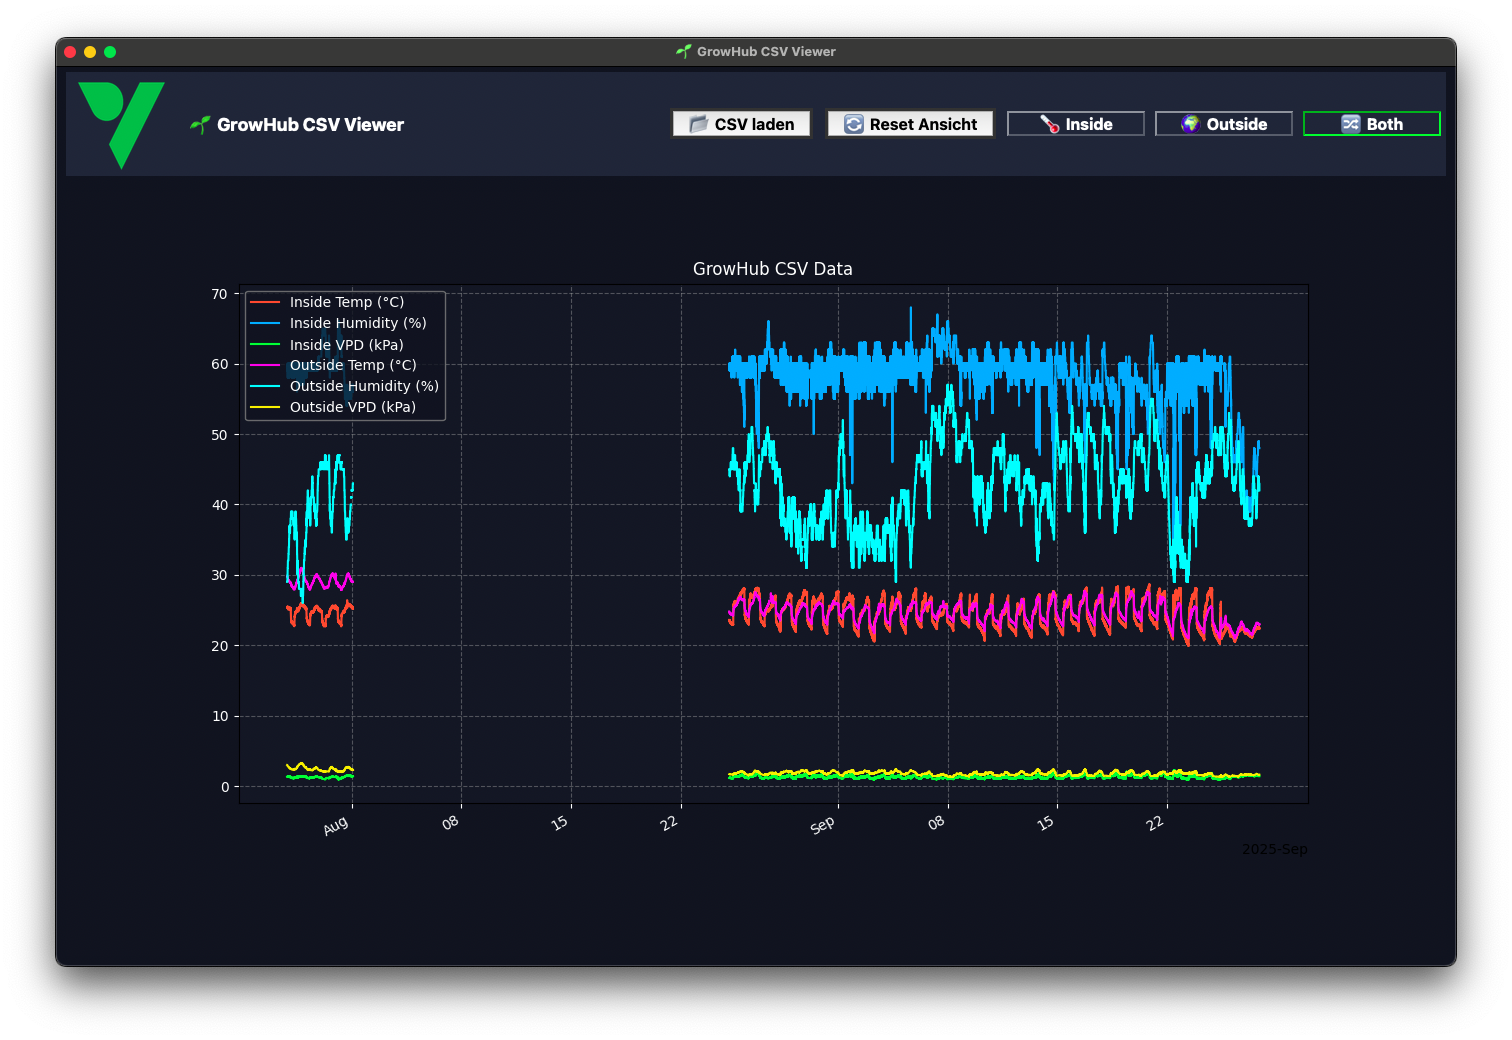 GrowHub CSV Viewer
GrowHub CSV Viewer
CSV laden
Reset Ansicht
Inside
Outside
Both
GrowHub CSV Data
Inside Temp (°C)
Inside Humidity (%)
Inside VPD (kPa)
Outside Temp (°C)
Outside Humidity (%)
Outside VPD (kPa)
70
60
50
40
30
20
10
0
Aug
08
15
22
Sep
08
15
22
2025-Sep